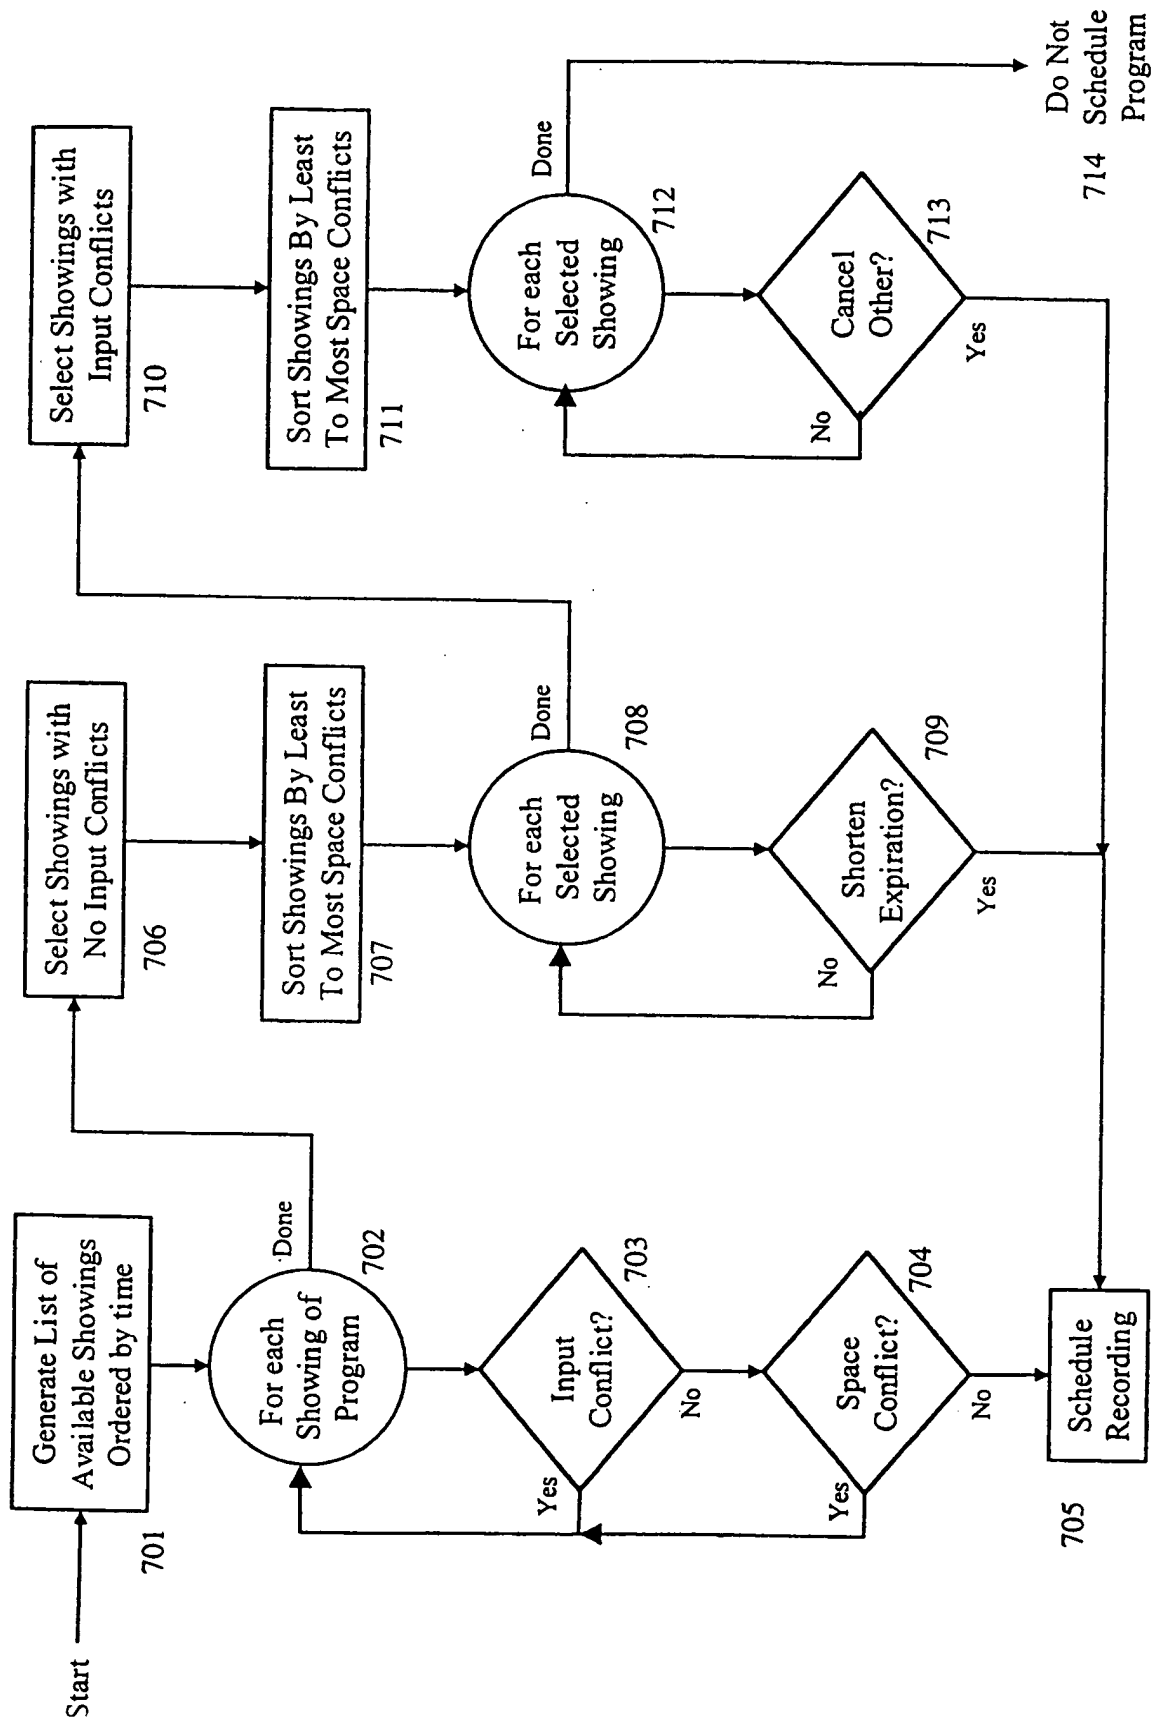 Start
Generate List of
Available Showings
Ordered by time
701
For each
Showing of
Program
702
Done
Input
Conflict?
703
Yes
No
Space
Conflict?
704
Yes
No
Schedule
Recording
705
Select Showings with
No Input Conflicts
706
Sort Showings By Least
To Most Space Conflicts
707
For each
Selected
Showing
708
Done
Shorten
Expiration?
709
No
Yes
Select Showings with
Input Conflicts
710
Sort Showings By Least
To Most Space Conflicts
711
For each
Selected
Showing
712
Done
Cancel
Other?
713
No
Yes
714
Do Not
Schedule
Program